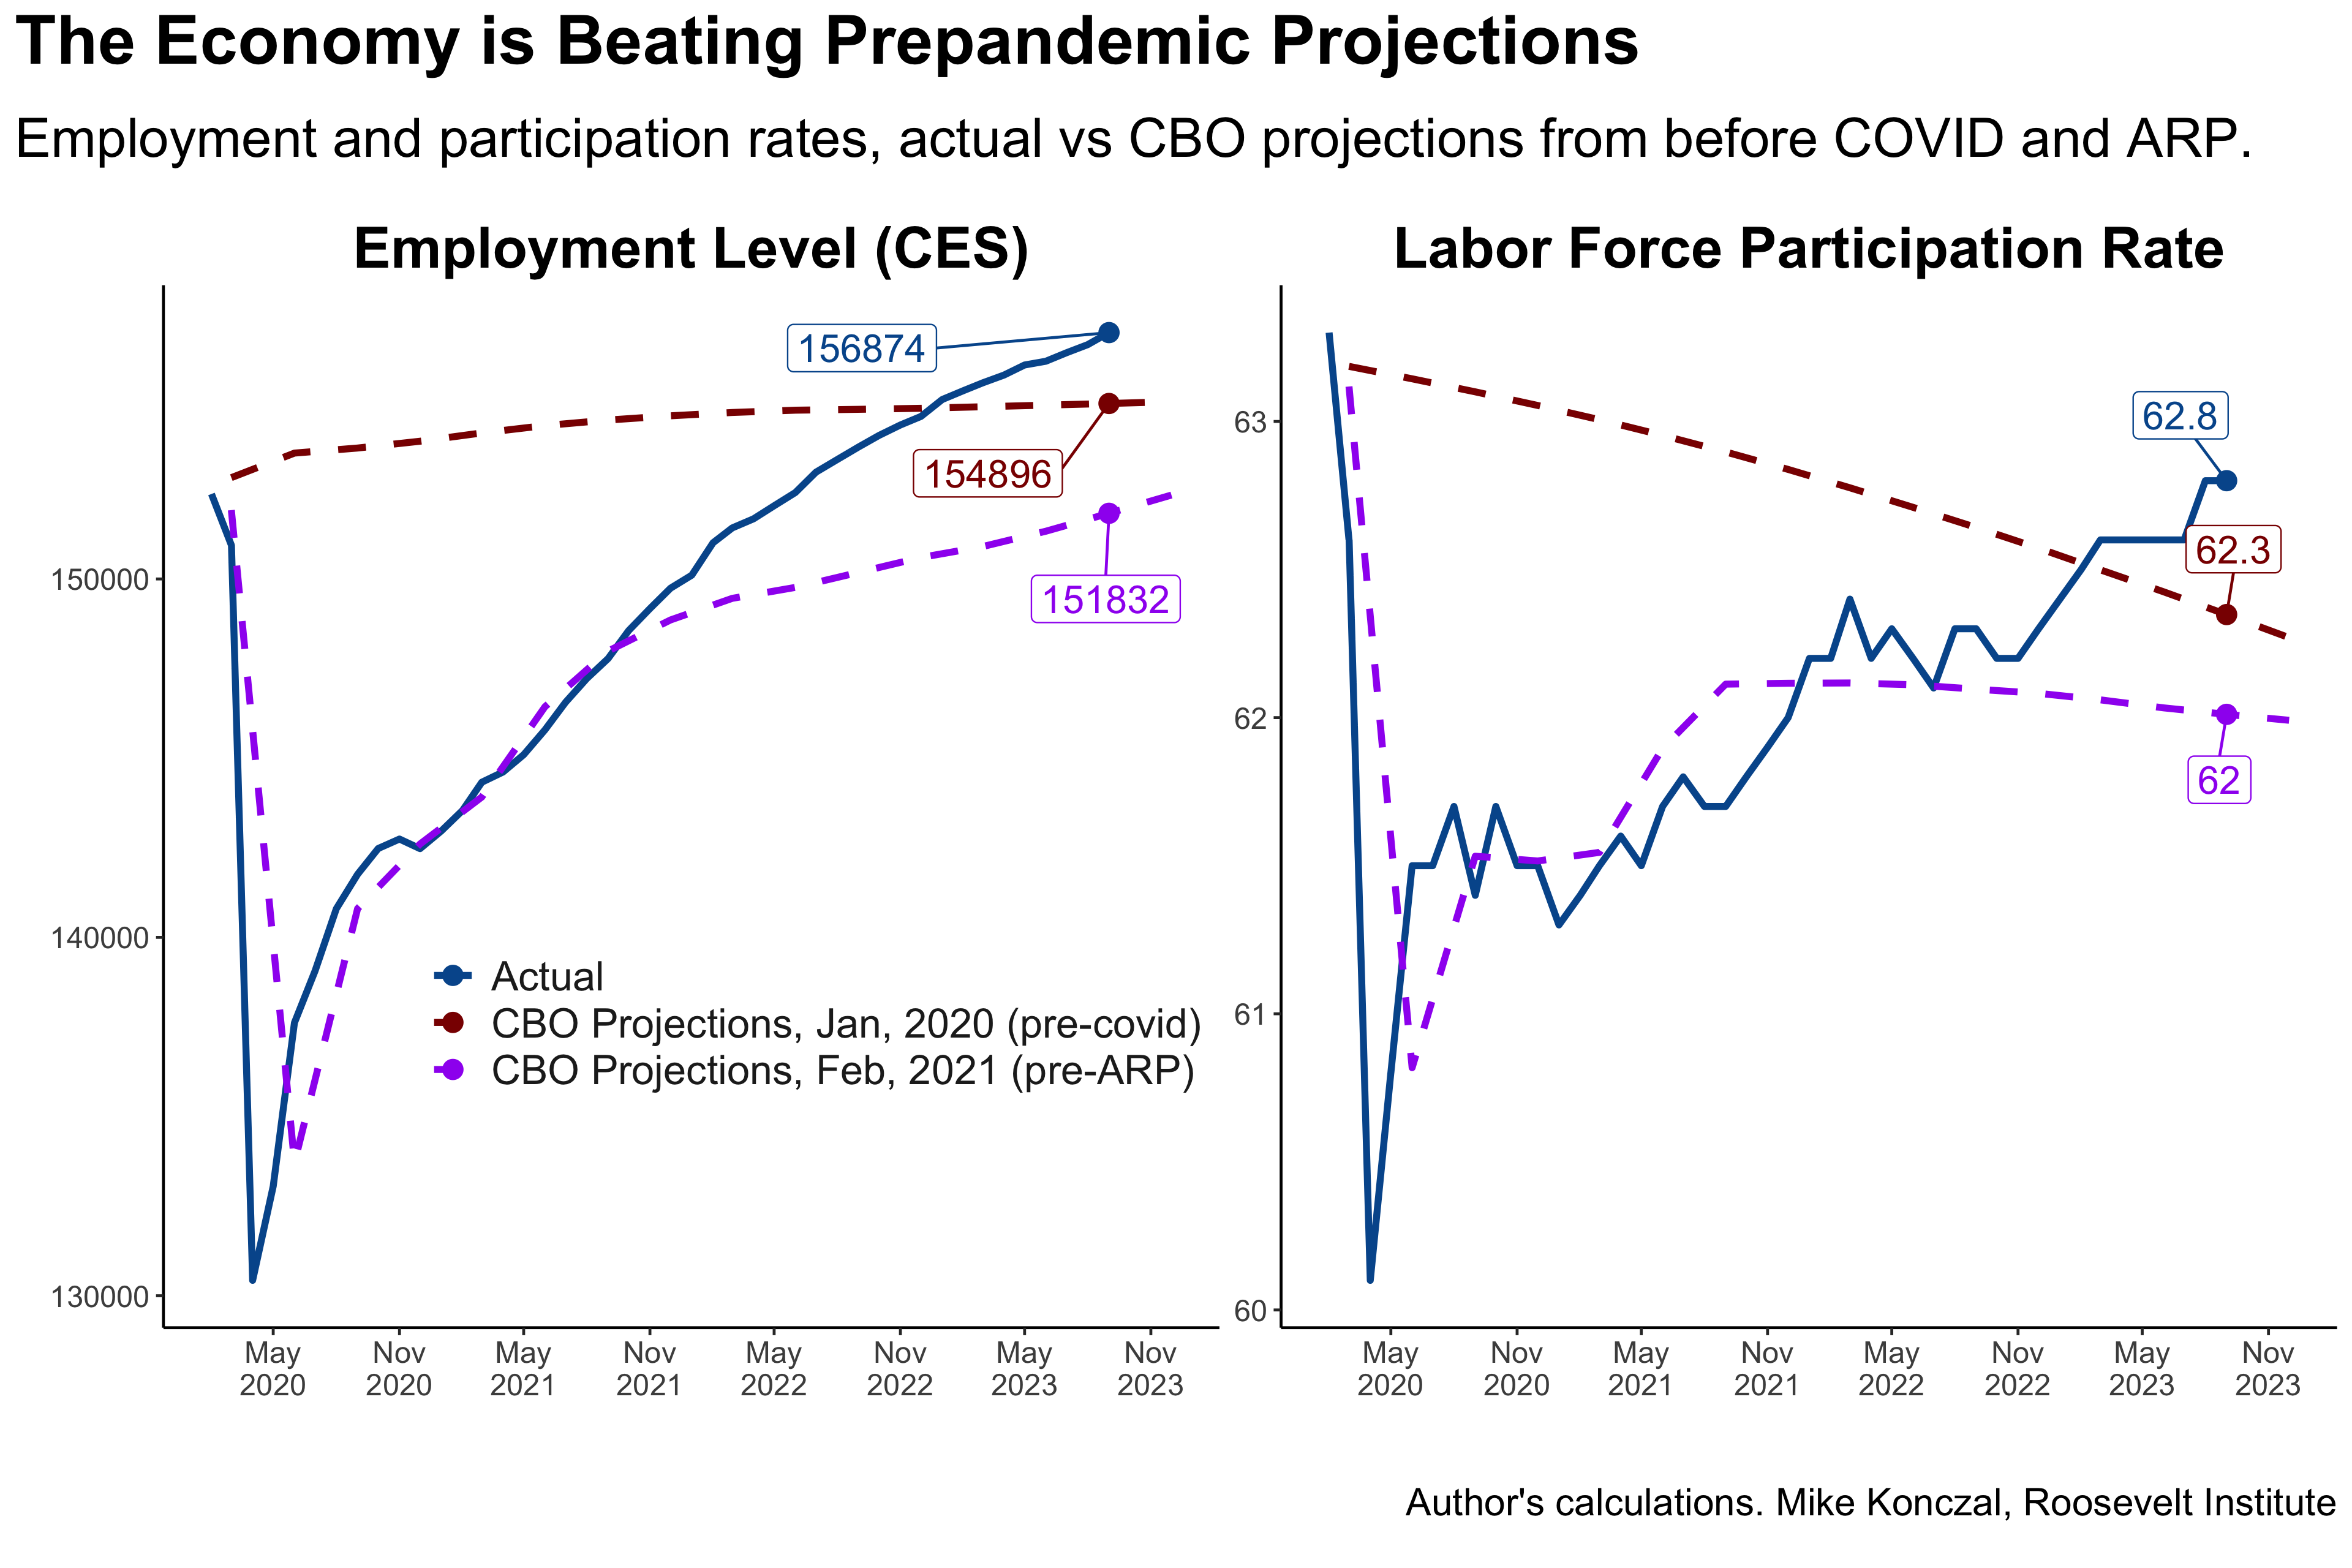 The Economy is Beating Prepandemic Projections
Employment and participation rates, actual vs CBO projections from before COVID and ARP.
Employment Level (CES)
156874
154896
151832
150000
140000
130000
Actual
CBO Projections, Jan, 2020 (pre-covid)
CBO Projections, Feb, 2021 (pre-ARP)
May Nov May Nov May Nov May Nov
2020 2020 2021 2021 2022 2022 2023 2023
Labor Force Participation Rate
63
62
61
60
62.8
62.3
62
May Nov May Nov May Nov May Nov
2020 2020 2021 2021 2022 2022 2023 2023
Author's calculations. Mike Konczal, Roosevelt Institute